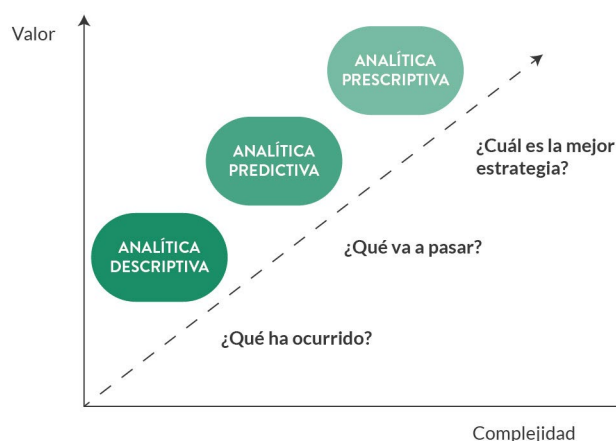 Valor
ANALÍTICA
PRESCRIPTIVA
ANALÍTICA
PREDICTIVA
¿Cuál es la mejor
estrategia?
ANALÍTICA
DESCRIPTIVA
¿Qué va a pasar?
¿Qué ha ocurrido?
Complejidad